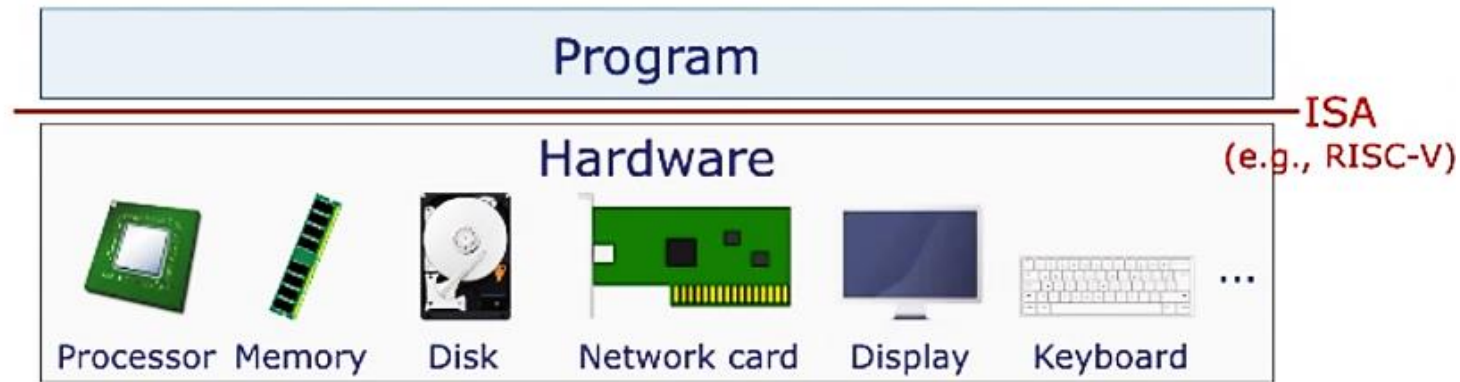 Program
ISA
(e.g., RISC-V)
Hardware
Processor Memory Disk Network card Display Keyboard ...